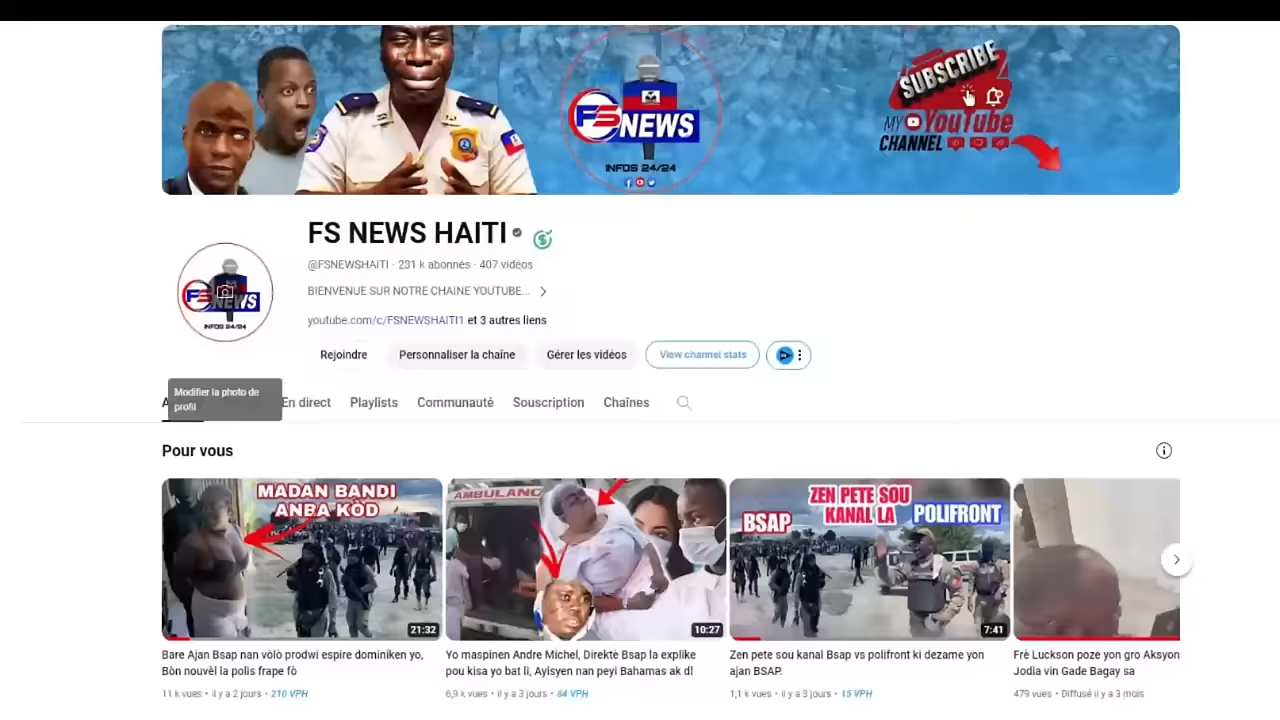 SUBSCRIBE
MY YouTube
CHANNEL
FS NEWS
INFOS 24/24
FS NEWS HAITI
@FSNEWSHAITI · 231 k abonnés · 407 vidéos
BIENVENUE SUR NOTRE CHAINE YOUTUBE...
youtube.com/c/FSNEWSHAITI1 et 3 autres liens
FS NEWS
INFOS 24/24
Rejoindre
Personnaliser la chaîne
Gérer les vidéos
View channel stats
Modifier la photo de
profil
A
En direct
Playlists
Communauté
Souscription
Chaînes
Pour vous
MADAN BANDI
ANBA KÒD
21:32
AMBULANC
10:27
ZEN PETE SOU
KANAL LA
BSAP
POLIFRONT
7:41
Bare Ajan Bsap nan vòlò prodwi espire dominiken yo,
Bòn nouvèl la polis frape fò
11 k vues · il y a 2 jours · 210 VPH
Yo maspinen Andre Michel, Direktè Bsap la explike
pou kisa yo bat li, Ayisyen nan peyi Bahamas ak dl
6,9 k vues · il y a 3 jours · 84 VPH
Zen pete sou kanal Bsap vs polifront ki dezame yon
ajan BSAP.
1,1 k vues · il y a 3 jours · 15 VPH
Frè Luckson poze yon gro Aksyon
Jodia vin Gade Bagay sa
479 vues · Diffusé il y a 3 mois